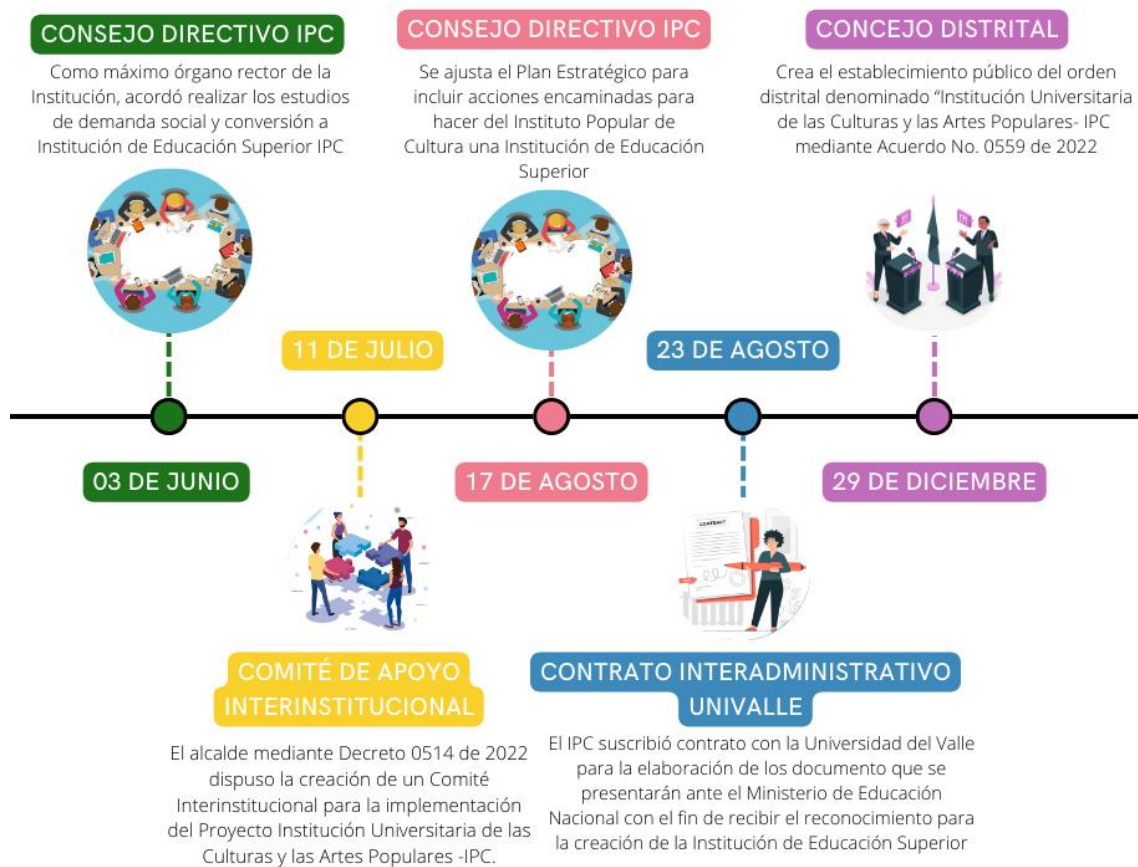 CONSEJO DIRECTIVO IPC
Como máximo órgano rector de la
Institución, acordó realizar los estudios
de demanda social y conversión a
Institución de Educación Superior IPC
CONSEJO DIRECTIVO IPC
Se ajusta el Plan Estratégico para
incluir acciones encaminadas para
hacer del Instituto Popular de
Cultura una Institución de Educación
Superior
CONCEJO DISTRITAL
Crea el establecimiento público del orden
distrital denominado “Institución Universitaria
de las Culturas y las Artes Populares- IPC
mediante Acuerdo No. 0559 de 2022
11 DE JULIO
23 DE AGOSTO
03 DE JUNIO
17 DE AGOSTO
29 DE DICIEMBRE
CONTRACT
COMITÉ DE APOYO
INTERINSTITUCIONAL
El alcalde mediante Decreto 0514 de 2022
dispuso la creación de un Comité
Interinstitucional para la implementación
del Proyecto Institución Universitaria de las
Culturas y las Artes Populares -IPC.
CONTRATO INTERADMINISTRATIVO
UNIVALLE
El IPC suscribió contrato con la Universidad del Valle
para la elaboración de los documento que se
presentarán ante el Ministerio de Educación
Nacional con el fin de recibir el reconocimiento para
la creación de la Institución de Educación Superior